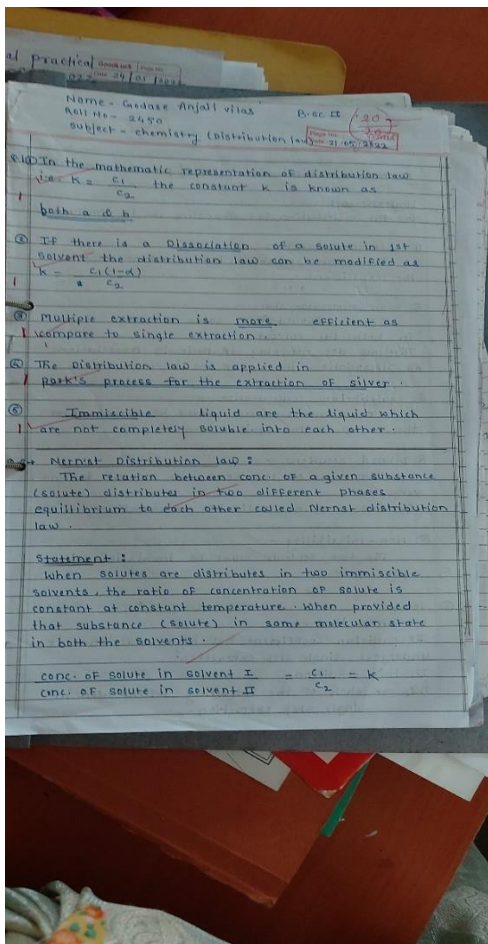 al practical
Name - Godase Anjali vilas
B.sc II
20
Roll No - 2450
Subject - chemistry (Distribution law)
Q.1 ① In the mathematic representation of distribution law
i.e. K = C1/C2 the constant K is known as
both a & b
② If there is a Dissociation of a solute in 1st
solvent the distribution law can be modified as
K = C1(1-α)/C2
③ Multiple extraction is more efficient as
compare to single extraction.
④ The Distribution law is applied in
park's process for the extraction of silver.
⑤ Immiscible liquid are the liquid which
are not completely soluble into each other.
Nernst Distribution law :
The relation between conc. of a given substance
(solute) distributes in two different phases
equillibrium to each other called Nernst distribution
law.
Statement :
When solutes are distributes in two immiscible
solvents, the ratio of concentration of solute is
constant at constant temperature. When provided
that substance (solute) in same molecular state
in both the solvents.
conc. of solute in solvent I / conc. of solute in solvent II = C1/C2 = K